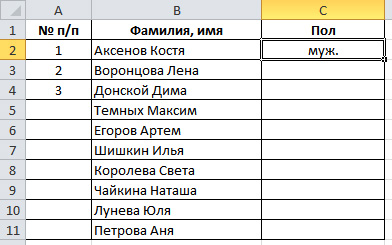 A B C
1 № п/п Фамилия, имя Пол
2 1 Аксенов Костя муж.
3 2 Воронцова Лена
4 3 Донской Дима
5 Темных Максим
6 Егоров Артем
7 Шишкин Илья
8 Королева Света
9 Чайкина Наташа
10 Лунева Юля
11 Петрова Аня